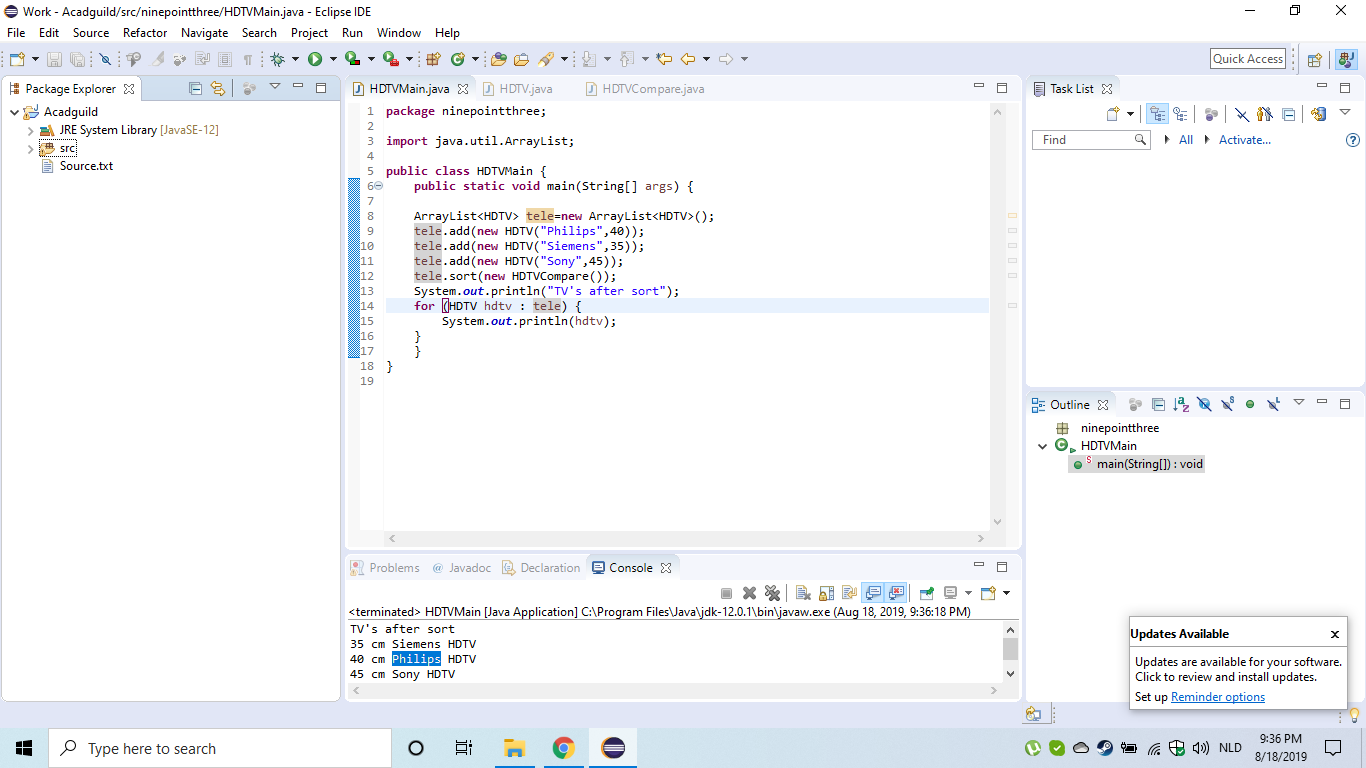 Work - Acadguild/src/ninepointthree/HDTVMain.java - Eclipse IDE
File Edit Source Refactor Navigate Search Project Run Window Help
Quick Access
Package Explorer
Acadguild
JRE System Library [JavaSE-12]
src
Source.txt
HDTVMain.java HDTV.java HDTVCompare.java
1 package ninepointthree;
2
3 import java.util.ArrayList;
4
5 public class HDTVMain {
6 public static void main(String[] args) {
7
8 ArrayList<HDTV> tele=new ArrayList<HDTV>();
9 tele.add(new HDTV("Philips",40));
10 tele.add(new HDTV("Siemens",35));
11 tele.add(new HDTV("Sony",45));
12 tele.sort(new HDTVCompare());
13 System.out.println("TV's after sort");
14 for (HDTV hdtv : tele) {
15 System.out.println(hdtv);
16 }
17 }
18 }
19
Problems @ Javadoc Declaration Console
<terminated> HDTVMain [Java Application] C:\Program Files\Java\jdk-12.0.1\bin\javaw.exe (Aug 18, 2019, 9:36:18 PM)
TV's after sort
35 cm Siemens HDTV
40 cm Philips HDTV
45 cm Sony HDTV
Task List
Find All Activate...
Outline
ninepointthree
HDTVMain
main(String[]) : void
Updates Available
Updates are available for your software.
Click to review and install updates.
Set up Reminder options
Type here to search
NLD
9:36 PM
8/18/2019